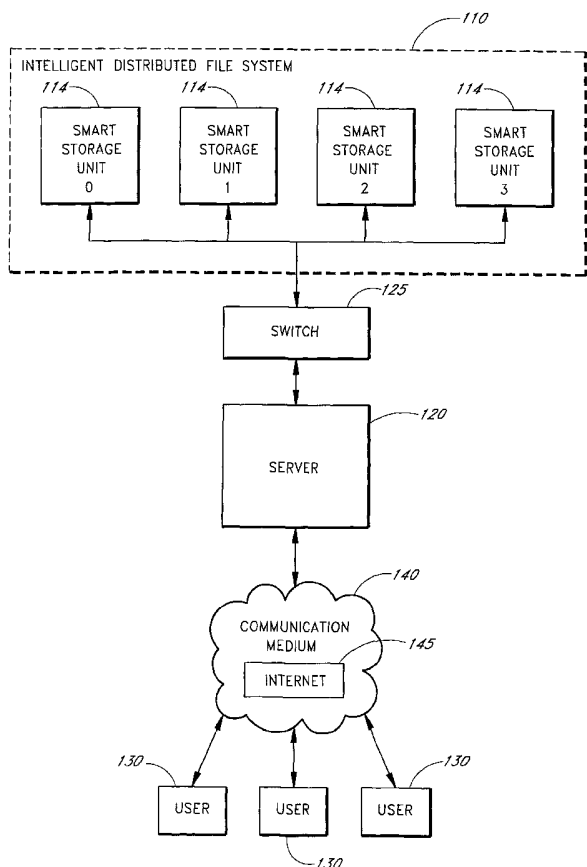 110
INTELLIGENT DISTRIBUTED FILE SYSTEM
114
114
114
114
SMART
STORAGE
UNIT
0
SMART
STORAGE
UNIT
1
SMART
STORAGE
UNIT
2
SMART
STORAGE
UNIT
3
125
SWITCH
120
SERVER
140
COMMUNICATION
MEDIUM
145
INTERNET
130
130
USER
USER
USER
130